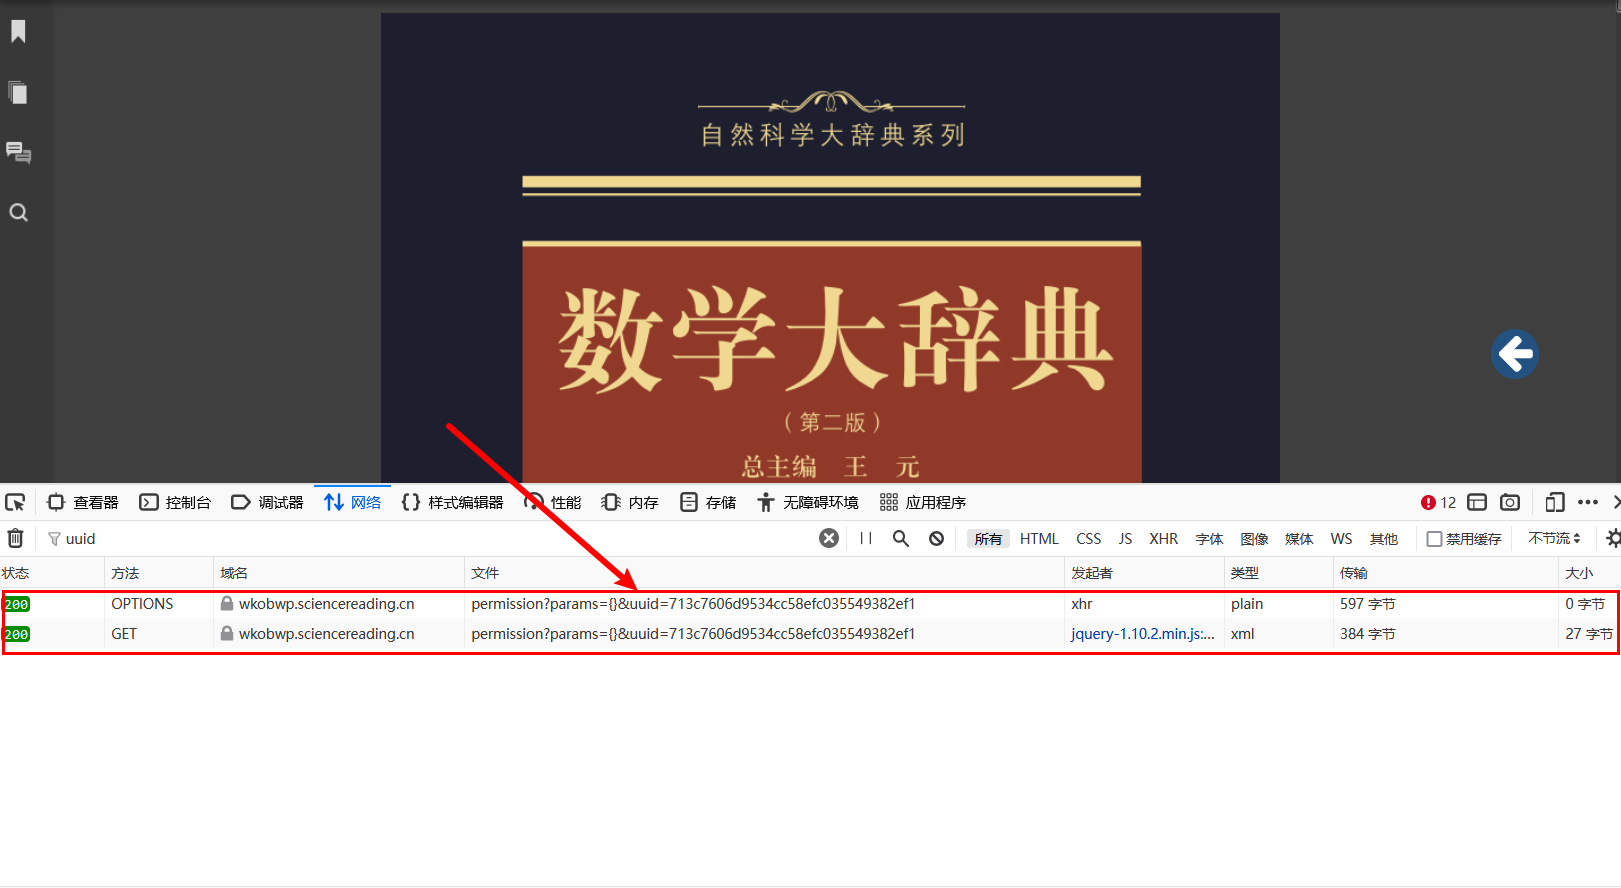 自然科学大辞典系列
数学大辞典
（第二版）
总主编 王 元
查看器 控制台 调试器 网络 样式编辑器 性能 内存 存储 无障碍环境 应用程序 12
uuid 所有 HTML CSS JS XHR 字体 图像 媒体 WS 其他 禁用缓存 不节流
状态 方法 域名 文件 发起者 类型 传输 大小
200 OPTIONS wkobwp.sciencereading.cn permission?params={}&uuid=713c7606d9534cc58efc035549382ef1 xhr plain 597 字节 0 字节
200 GET wkobwp.sciencereading.cn permission?params={}&uuid=713c7606d9534cc58efc035549382ef1 jquery-1.10.2.min.js:... xml 384 字节 27 字节